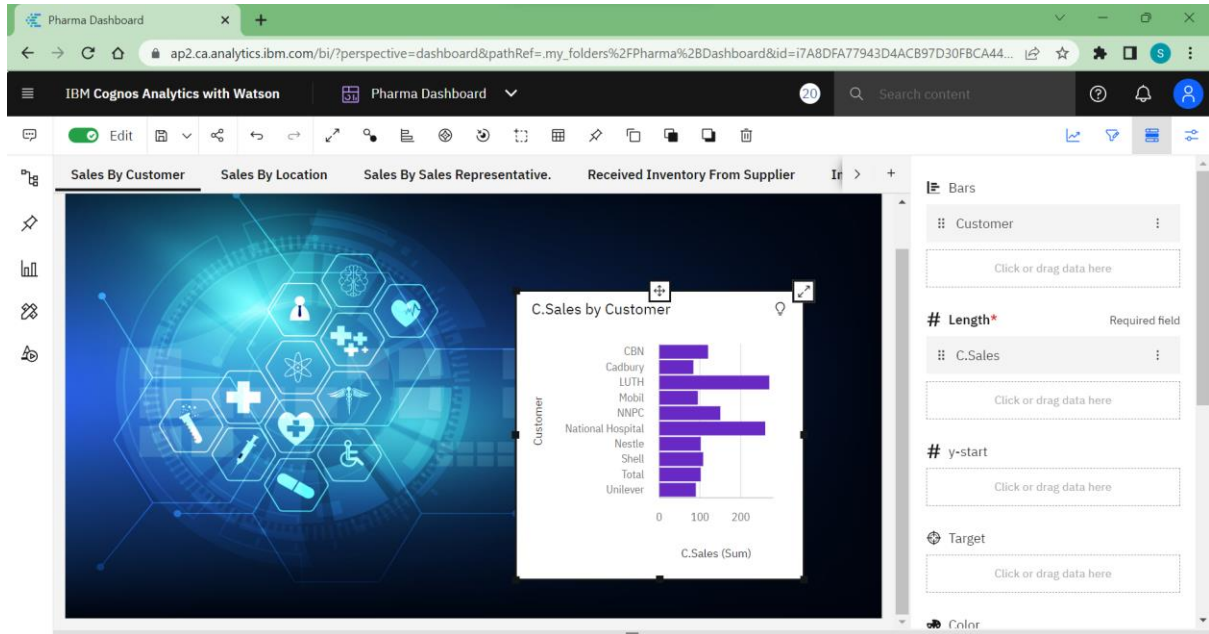 Pharma Dashboard
ap2.ca.analytics.ibm.com/bi/?perspective=dashboard&pathRef=.my_folders%2FPharma%2BDashboard&id=i7A8DFA77943D4ACB97D30FBCA44...
S
IBM Cognos Analytics with Watson
Pharma Dashboard
20
Search content
Edit
Sales By Customer
Sales By Location
Sales By Sales Representative.
Received Inventory From Supplier
Bars
Customer
Click or drag data here
# Length*
Required field
C.Sales
Click or drag data here
# y-start
Click or drag data here
Target
Click or drag data here
Color
C.Sales by Customer
Customer
CBN
Cadbury
LUTH
Mobil
NNPC
National Hospital
Nestle
Shell
Total
Unilever
0 100 200
C.Sales (Sum)